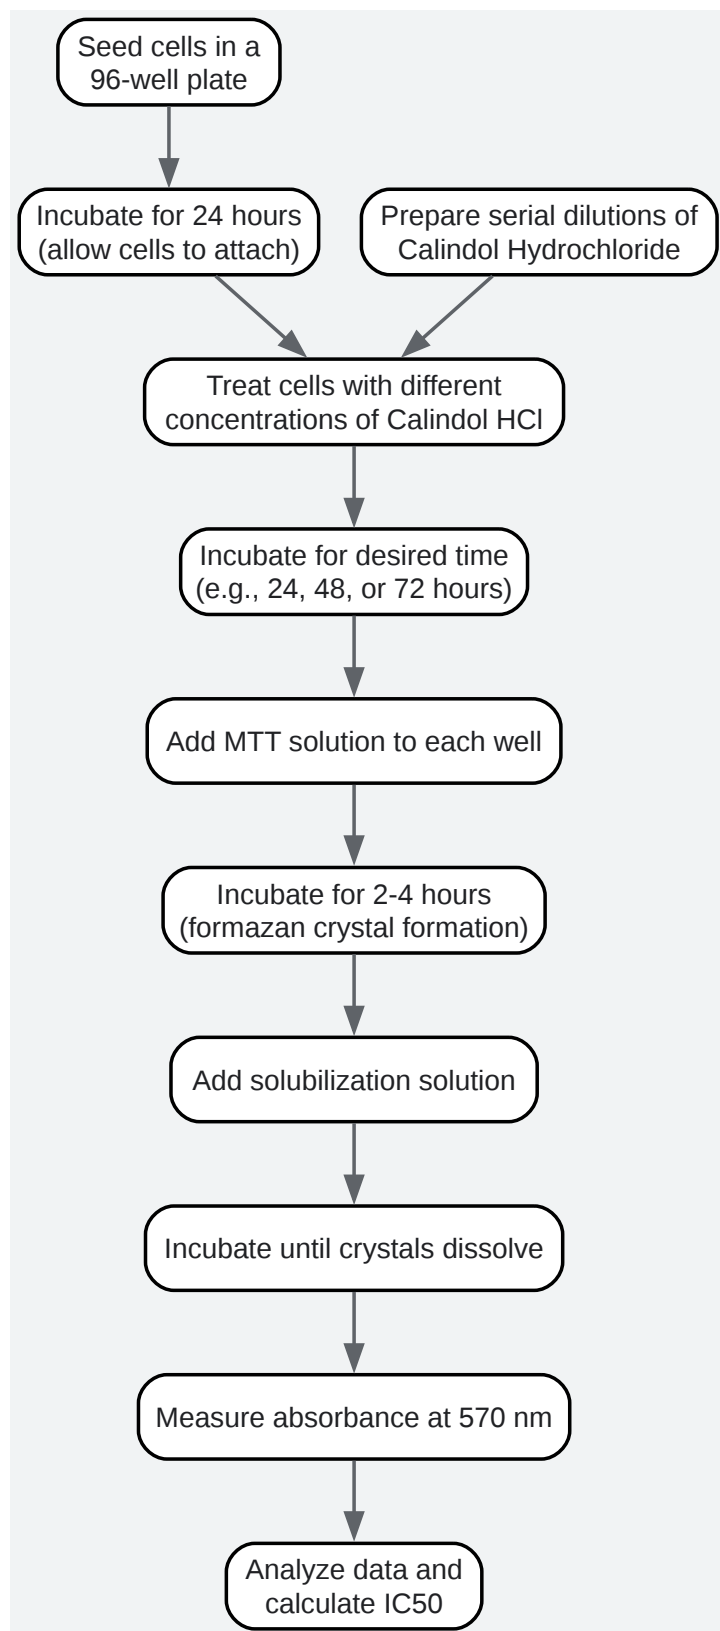 Seed cells in a
96-well plate
Incubate for 24 hours
(allow cells to attach)
Prepare serial dilutions of
Calindol Hydrochloride
Treat cells with different
concentrations of Calindol HCl
Incubate for desired time
(e.g., 24, 48, or 72 hours)
Add MTT solution to each well
Incubate for 2-4 hours
(formazan crystal formation)
Add solubilization solution
Incubate until crystals dissolve
Measure absorbance at 570 nm
Analyze data and
calculate IC50